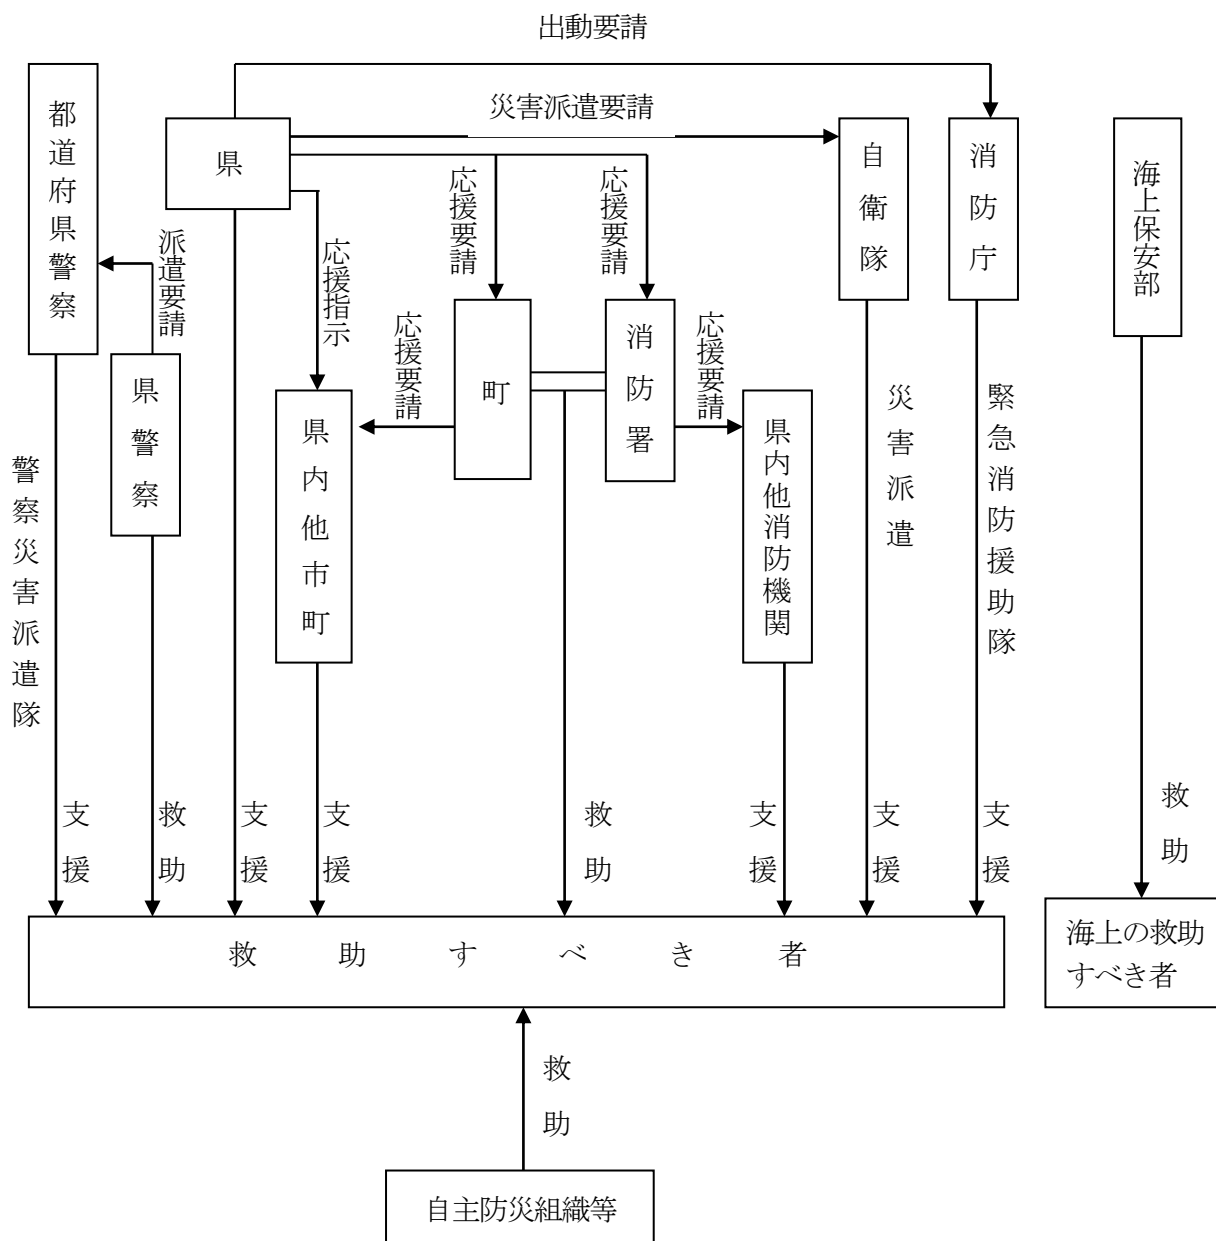 出動要請
災害派遣要請
都道府県警察
県
自衛隊
消防庁
海上保安部
派遣要請
応援指示
応援要請
応援要請
県警察
県内他市町
応援要請
町
消防署
応援要請
県内他消防機関
災害派遣
緊急消防援助隊
警察災害派遣隊
支援
救助
支援
支援
救助
支援
支援
支援
救助
救助すべき者
海上の救助
すべき者
救助
自主防災組織等